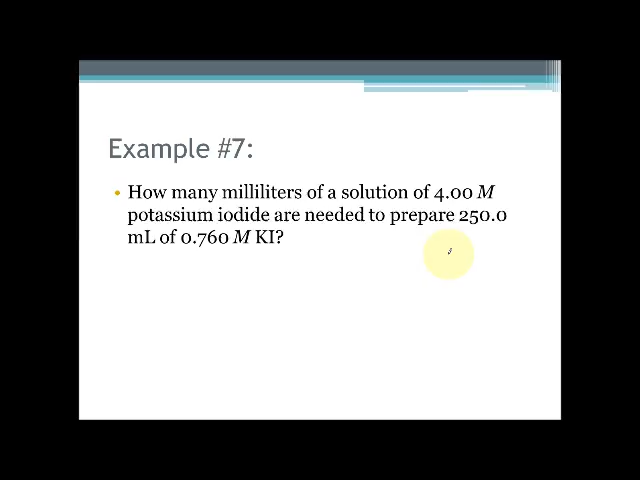 Example #7:
• How many milliliters of a solution of 4.00 M
potassium iodide are needed to prepare 250.0
mL of 0.760 M KI?